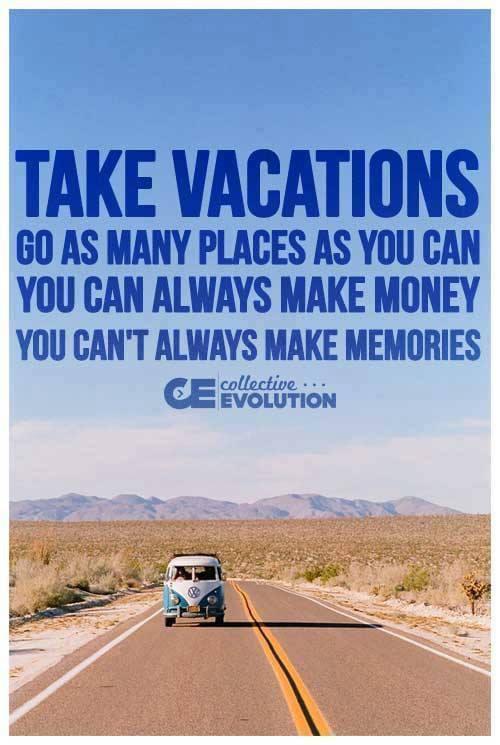 TAKE VACATIONS
GO AS MANY PLACES AS YOU CAN
YOU CAN ALWAYS MAKE MONEY
YOU CAN'T ALWAYS MAKE MEMORIES
CE collective ...
EVOLUTION